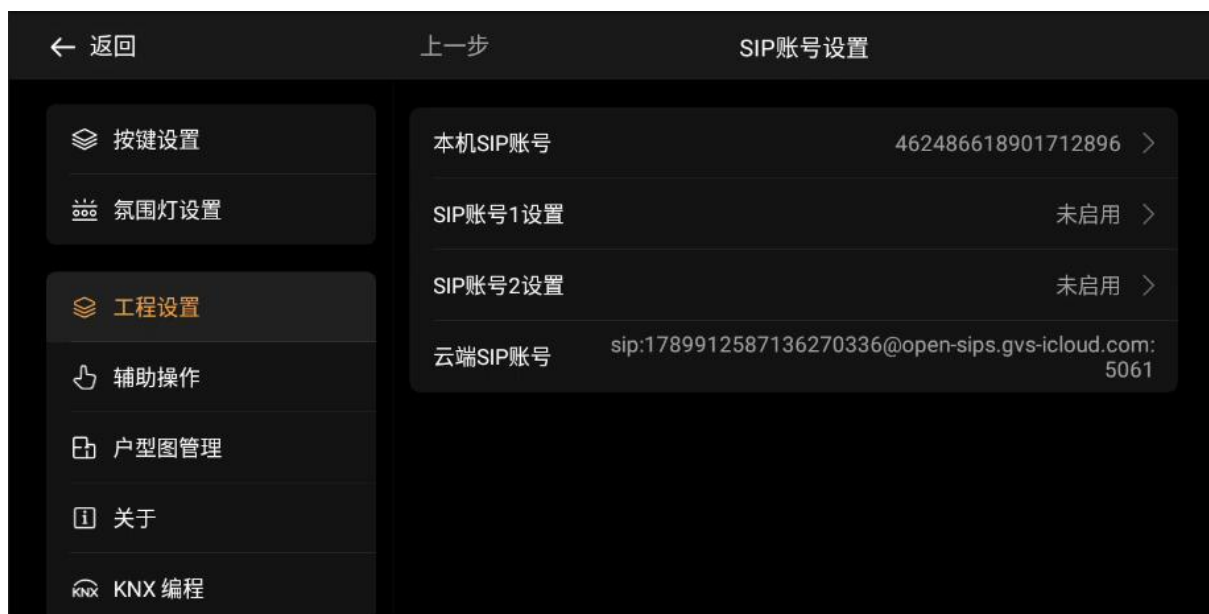 返回
上一步
SIP账号设置
按键设置
氛围灯设置
工程设置
辅助操作
户型图管理
关于
KNX KNX 编程
本机SIP账号 462486618901712896
SIP账号1设置 未启用
SIP账号2设置 未启用
云端SIP账号 sip:1789912587136270336@open-sips.gvs-icloud.com:
5061